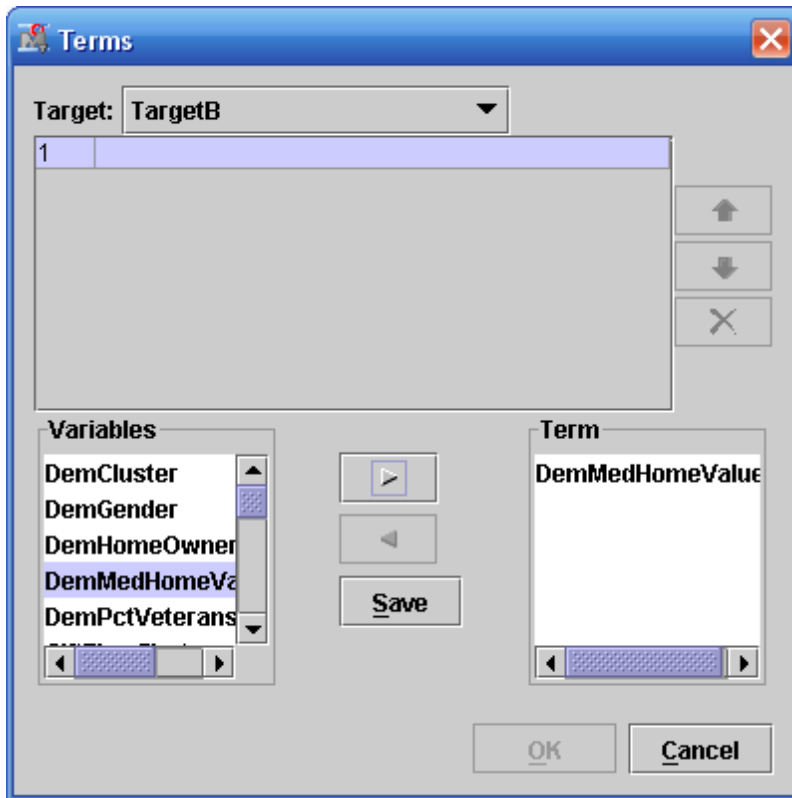 Terms
Target: TargetB
1
Variables
Term
DemCluster
DemGender
DemHomeOwner
DemMedHomeVa
DemPctVeterans
DemMedHomeValue
Save
OK
Cancel